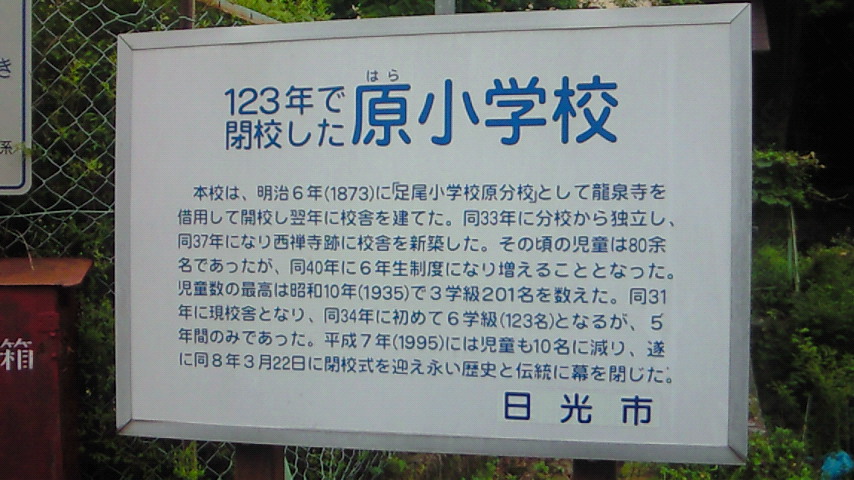 123年で
閉校した
はら
原小学校
本校は、明治6年(1873)に「足尾小学校原分校」として龍泉寺を
借用して開校し翌年に校舎を建てた。同33年に分校から独立し、
同37年になり西禅寺跡に校舎を新築した。その頃の児童は80余
名であったが、同40年に6年生制度になり増えることとなった。
児童数の最高は昭和10年(1935)で3学級201名を数えた。同31
年に現校舎となり、同34年に初めて6学級(123名)となるが、5
年間のみであった。平成7年(1995)には児童も10名に減り、遂
に同8年3月22日に閉校式を迎え永い歴史と伝統に幕を閉じた。
日光市
き
系
箱